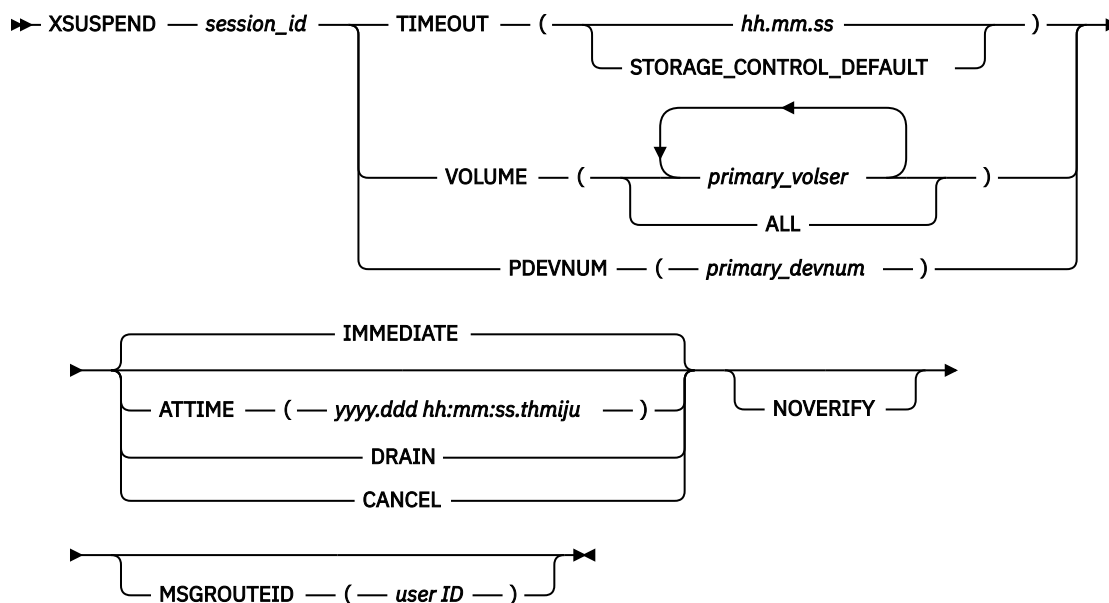 XSUSPEND session_id TIMEOUT ( hh.mm.ss )
STORAGE_CONTROL_DEFAULT
VOLUME ( primary_volser )
ALL
PDEVNUM ( primary_devnum )
IMMEDIATE
ATTIME ( yyyy.ddd hh:mm:ss.thmiju )
NOVERIFY
DRAIN
CANCEL
MSGROUTEID ( user ID )